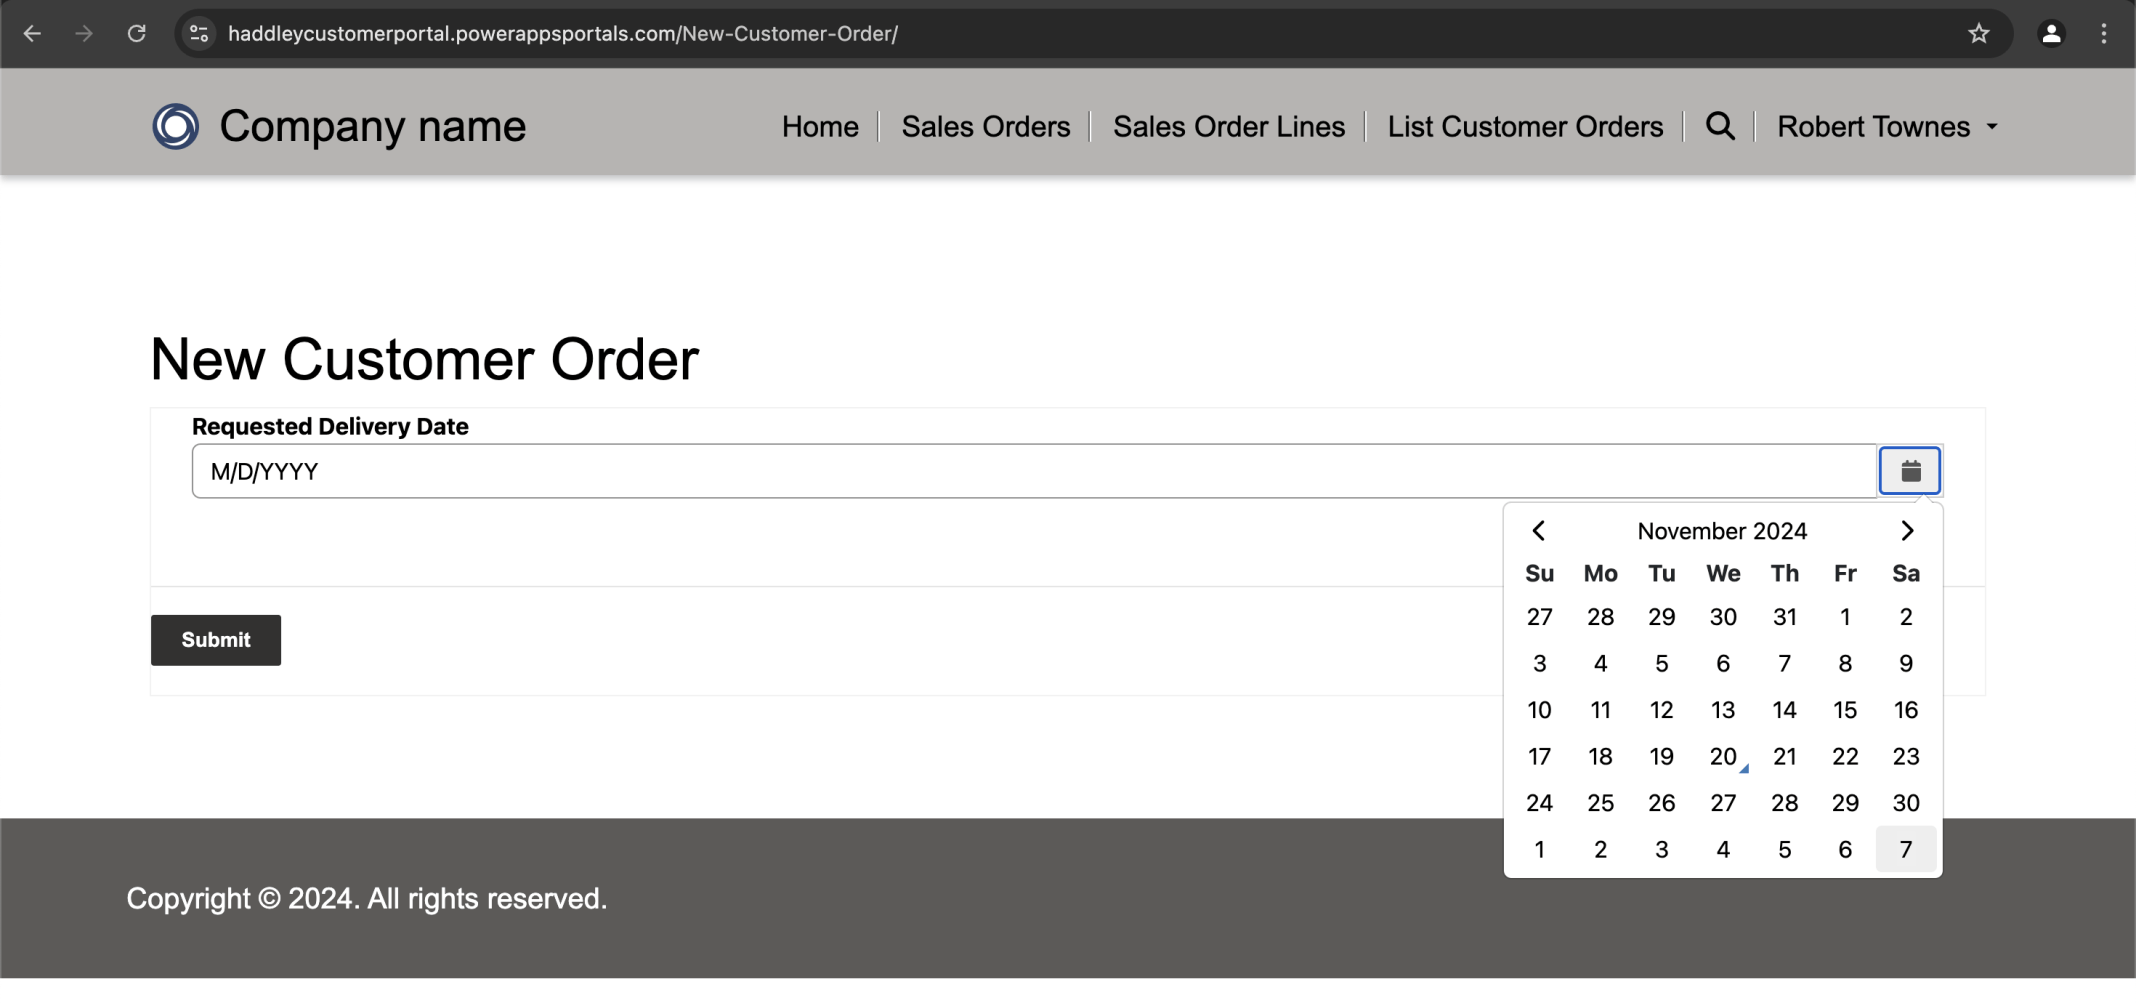 haddleycustomerportal.powerappsportals.com/New-Customer-Order/
Company name
Home
Sales Orders
Sales Order Lines
List Customer Orders
Robert Townes
New Customer Order
Requested Delivery Date
M/D/YYYY
November 2024
Su Mo Tu We Th Fr Sa
27 28 29 30 31 1 2
3 4 5 6 7 8 9
10 11 12 13 14 15 16
17 18 19 20 21 22 23
24 25 26 27 28 29 30
1 2 3 4 5 6 7
Submit
Copyright © 2024. All rights reserved.